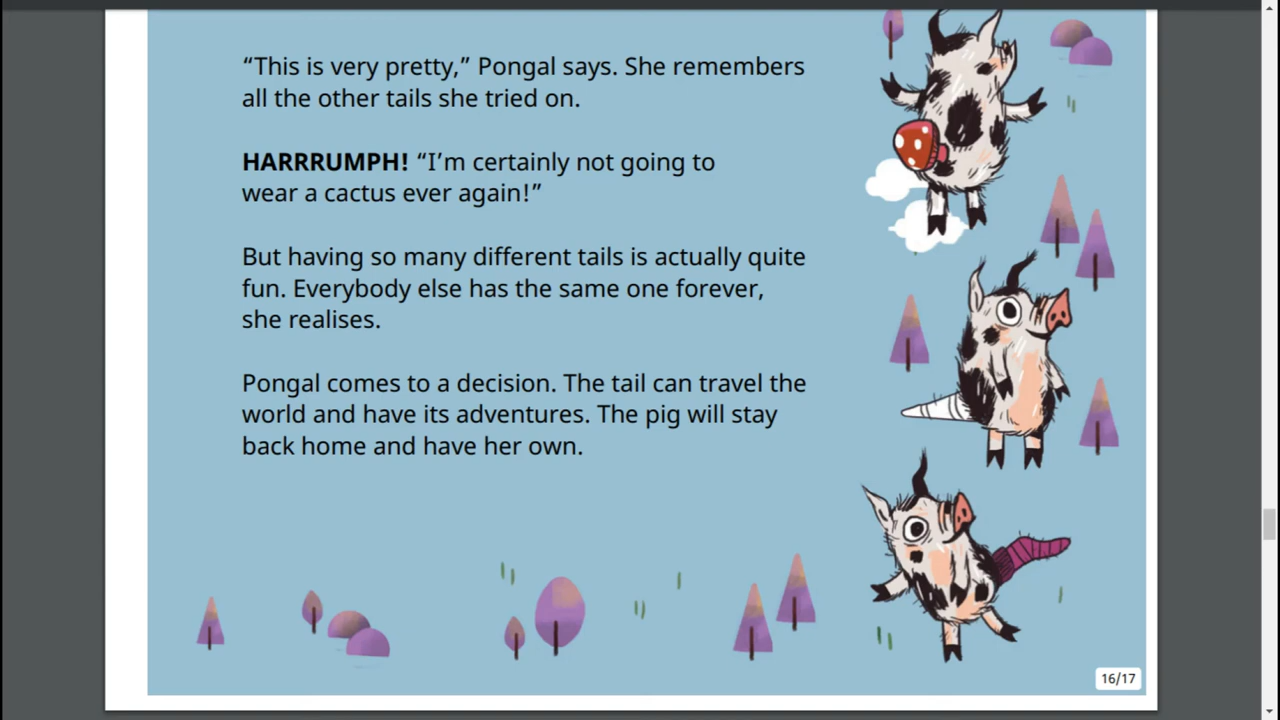 “This is very pretty,” Pongal says. She remembers
all the other tails she tried on.
HARRRUMPH! “I’m certainly not going to
wear a cactus ever again!”
But having so many different tails is actually quite
fun. Everybody else has the same one forever,
she realises.
Pongal comes to a decision. The tail can travel the
world and have its adventures. The pig will stay
back home and have her own.
16/17